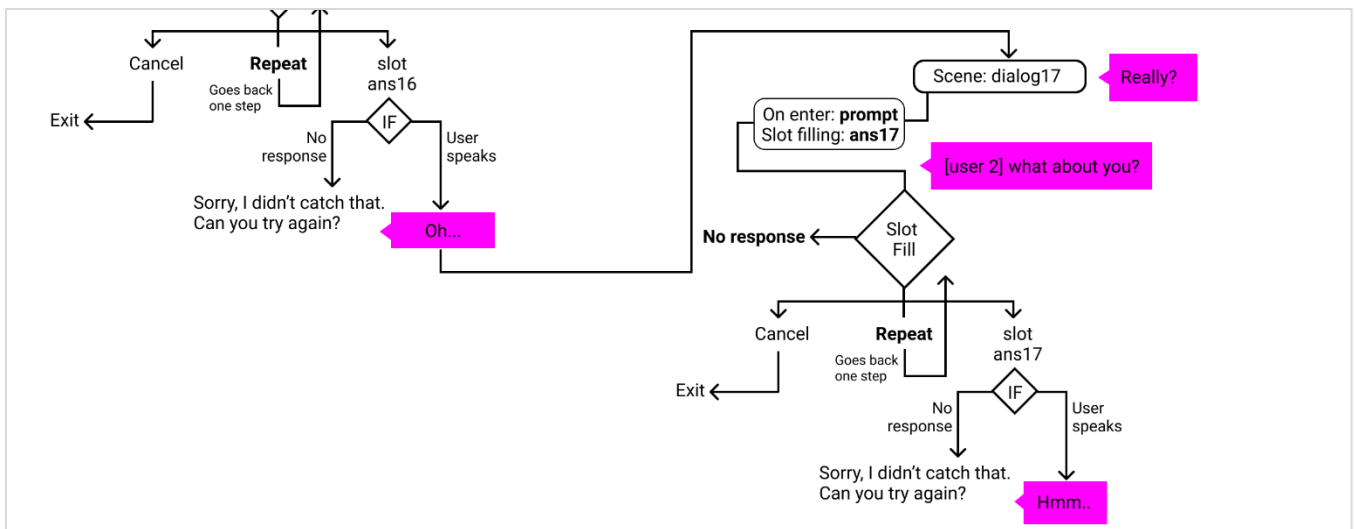 Cancel
Repeat
slot
ans16
Goes back
one step
Exit
IF
No
response
User
speaks
Sorry, I didn't catch that.
Can you try again?
Oh...
Scene: dialog17
Really?
On enter: prompt
Slot filling: ans17
[user 2] what about you?
Slot
Fill
No response
Cancel
Repeat
slot
ans17
Goes back
one step
Exit
IF
No
response
User
speaks
Sorry, I didn't catch that.
Can you try again?
Hmm..